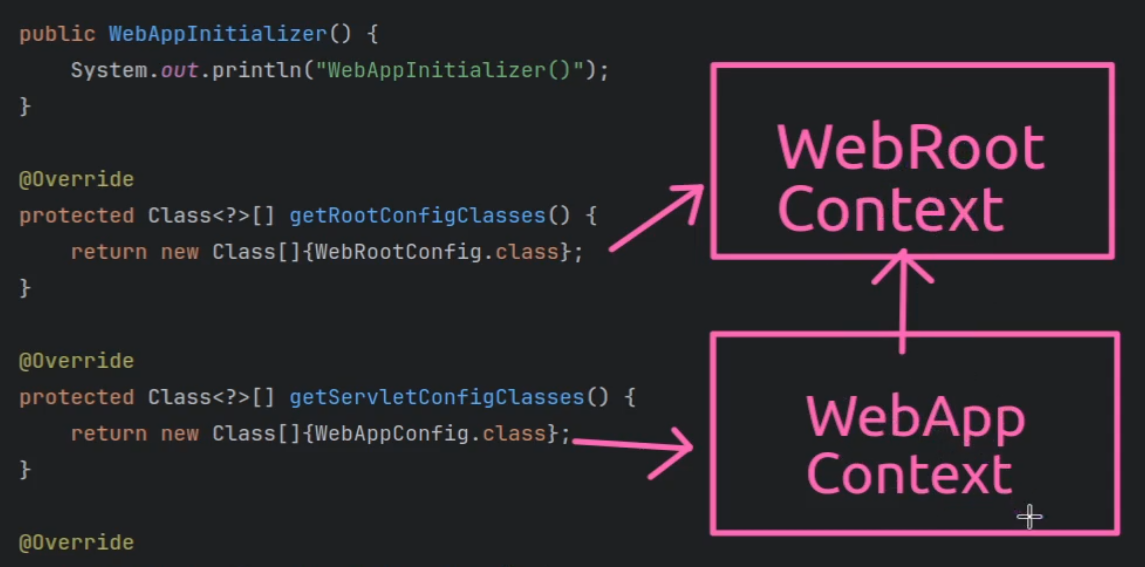 public WebAppInitializer() {
    System.out.println("WebAppInitializer()");
}
@Override
protected Class<?>[] getRootConfigClasses() {
    return new Class[]{WebRootConfig.class};
}
@Override
protected Class<?>[] getServletConfigClasses() {
    return new Class[]{WebAppConfig.class};
}
@Override
WebRoot
Context
WebApp
Context